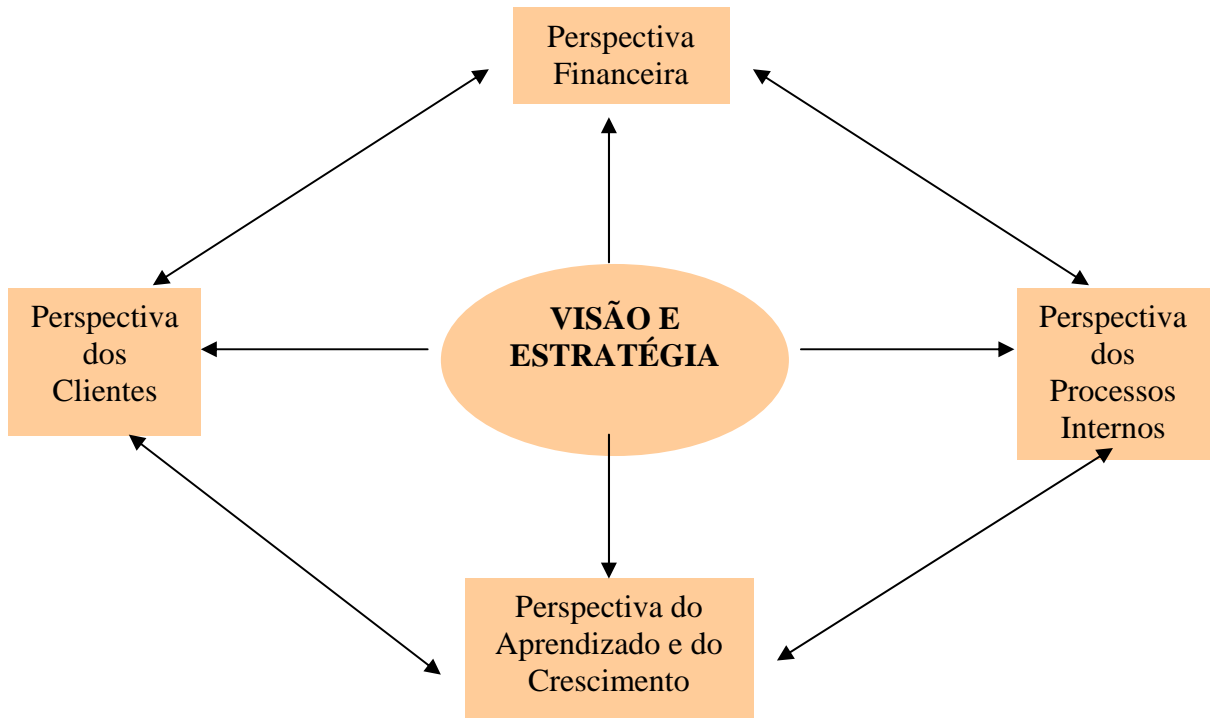 Perspectiva
Financeira
Perspectiva
dos
Clientes
VISÃO E
ESTRATÉGIA
Perspectiva
dos
Processos
Internos
Perspectiva do
Aprendizado e do
Crescimento